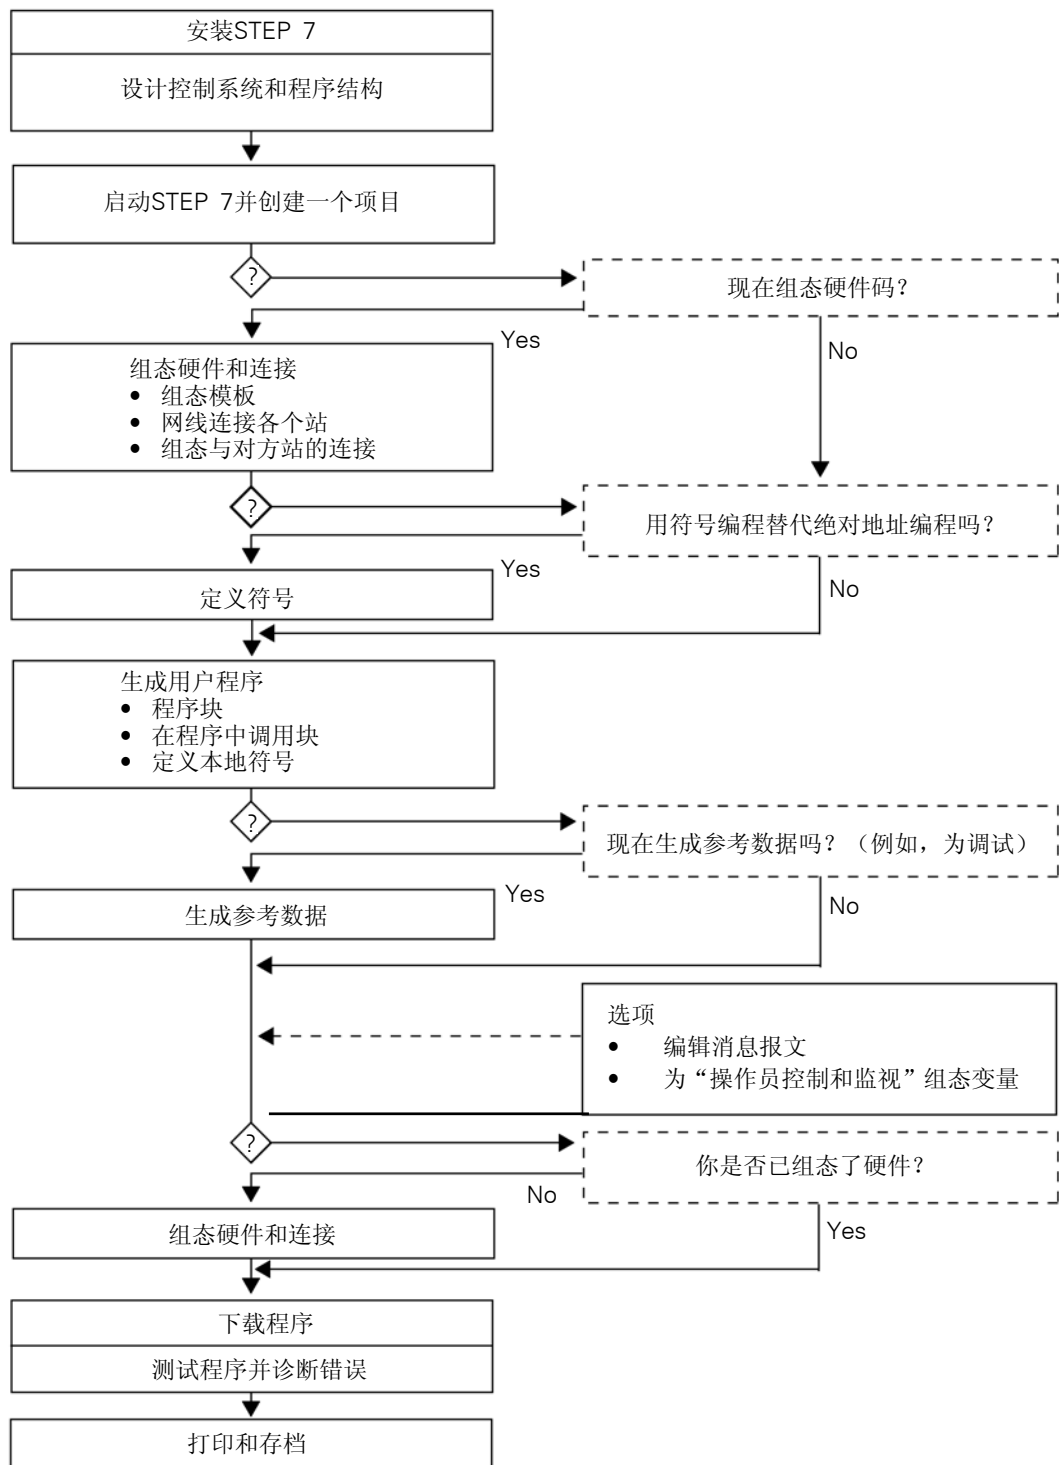 安装STEP 7
设计控制系统和程序结构
启动STEP 7并创建一个项目
?
现在组态硬件码?
Yes
No
组态硬件和连接
• 组态模板
• 网线连接各个站
• 组态与对方站的连接
?
用符号编程替代绝对地址编程吗?
Yes
No
定义符号
生成用户程序
• 程序块
• 在程序中调用块
• 定义本地符号
?
现在生成参考数据吗?(例如,为调试)
Yes
No
生成参考数据
选项
• 编辑消息报文
• 为“操作员控制和监视”组态变量
?
你是否已组态了硬件?
No
Yes
组态硬件和连接
下载程序
测试程序并诊断错误
打印和存档